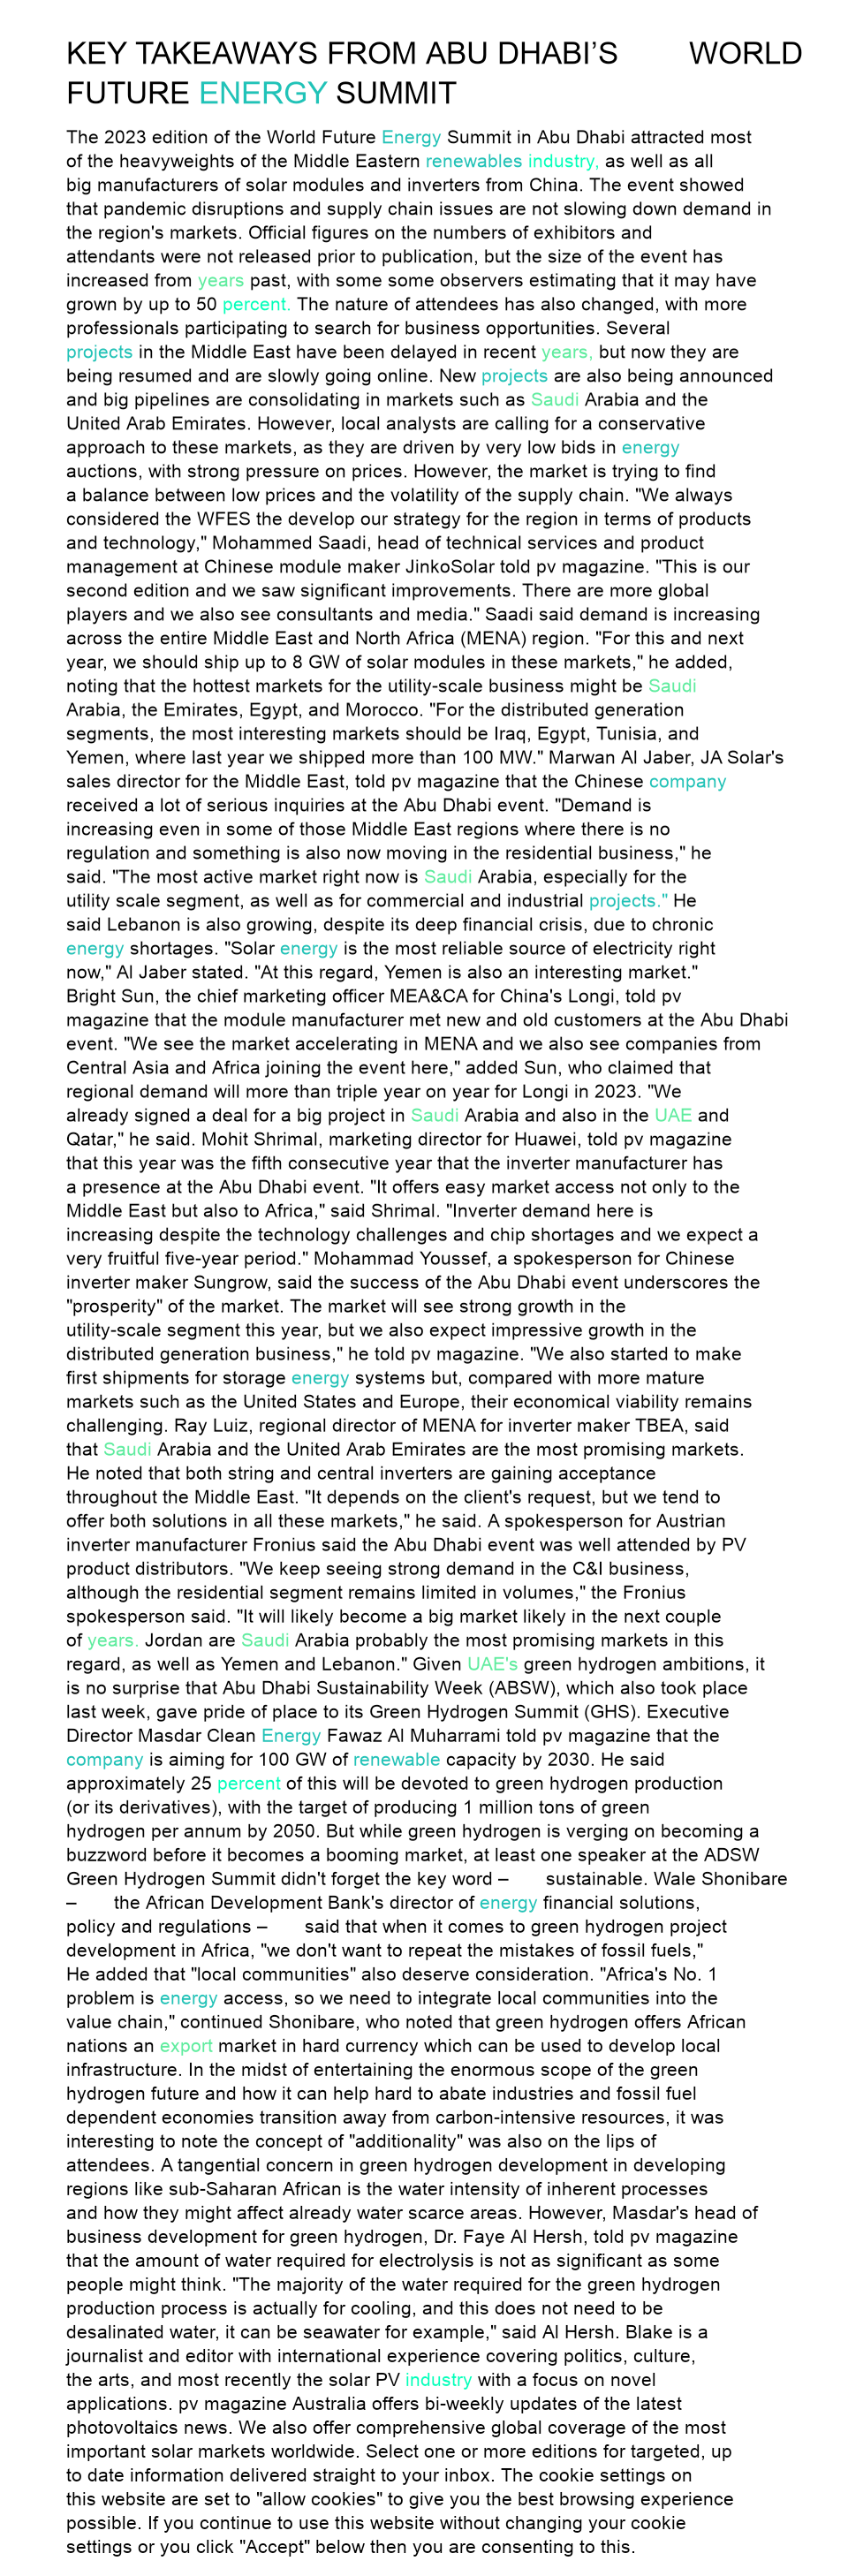 KEY TAKEAWAYS FROM ABU DHABI’S WORLD
FUTURE ENERGY SUMMIT
The 2023 edition of the World Future Energy Summit in Abu Dhabi attracted most
of the heavyweights of the Middle Eastern renewables industry, as well as all
big manufacturers of solar modules and inverters from China. The event showed
that pandemic disruptions and supply chain issues are not slowing down demand in
the region's markets. Official figures on the numbers of exhibitors and
attendants were not released prior to publication, but the size of the event has
increased from years past, with some some observers estimating that it may have
grown by up to 50 percent. The nature of attendees has also changed, with more
professionals participating to search for business opportunities. Several
projects in the Middle East have been delayed in recent years, but now they are
being resumed and are slowly going online. New projects are also being announced
and big pipelines are consolidating in markets such as Saudi Arabia and the
United Arab Emirates. However, local analysts are calling for a conservative
approach to these markets, as they are driven by very low bids in energy
auctions, with strong pressure on prices. However, the market is trying to find
a balance between low prices and the volatility of the supply chain. "We always
considered the WFES the develop our strategy for the region in terms of products
and technology," Mohammed Saadi, head of technical services and product
management at Chinese module maker JinkoSolar told pv magazine. "This is our
second edition and we saw significant improvements. There are more global
players and we also see consultants and media." Saadi said demand is increasing
across the entire Middle East and North Africa (MENA) region. "For this and next
year, we should ship up to 8 GW of solar modules in these markets," he added,
noting that the hottest markets for the utility-scale business might be Saudi
Arabia, the Emirates, Egypt, and Morocco. "For the distributed generation
segments, the most interesting markets should be Iraq, Egypt, Tunisia, and
Yemen, where last year we shipped more than 100 MW." Marwan Al Jaber, JA Solar's
sales director for the Middle East, told pv magazine that the Chinese company
received a lot of serious inquiries at the Abu Dhabi event. "Demand is
increasing even in some of those Middle East regions where there is no
regulation and something is also now moving in the residential business," he
said. "The most active market right now is Saudi Arabia, especially for the
utility scale segment, as well as for commercial and industrial projects." He
said Lebanon is also growing, despite its deep financial crisis, due to chronic
energy shortages. "Solar energy is the most reliable source of electricity right
now," Al Jaber stated. "At this regard, Yemen is also an interesting market."
Bright Sun, the chief marketing officer MEA&CA for China's Longi, told pv
magazine that the module manufacturer met new and old customers at the Abu Dhabi
event. "We see the market accelerating in MENA and we also see companies from
Central Asia and Africa joining the event here," added Sun, who claimed that
regional demand will more than triple year on year for Longi in 2023. "We
already signed a deal for a big project in Saudi Arabia and also in the UAE and
Qatar," he said. Mohit Shrimal, marketing director for Huawei, told pv magazine
that this year was the fifth consecutive year that the inverter manufacturer has
a presence at the Abu Dhabi event. "It offers easy market access not only to the
Middle East but also to Africa," said Shrimal. "Inverter demand here is
increasing despite the technology challenges and chip shortages and we expect a
very fruitful five-year period." Mohammad Youssef, a spokesperson for Chinese
inverter maker Sungrow, said the success of the Abu Dhabi event underscores the
"prosperity" of the market. The market will see strong growth in the
utility-scale segment this year, but we also expect impressive growth in the
distributed generation business," he told pv magazine. "We also started to make
first shipments for storage energy systems but, compared with more mature
markets such as the United States and Europe, their economical viability remains
challenging. Ray Luiz, regional director of MENA for inverter maker TBEA, said
that Saudi Arabia and the United Arab Emirates are the most promising markets.
He noted that both string and central inverters are gaining acceptance
throughout the Middle East. "It depends on the client's request, but we tend to
offer both solutions in all these markets," he said. A spokesperson for Austrian
inverter manufacturer Fronius said the Abu Dhabi event was well attended by PV
product distributors. "We keep seeing strong demand in the C&I business,
although the residential segment remains limited in volumes," the Fronius
spokesperson said. "It will likely become a big market likely in the next couple
of years. Jordan are Saudi Arabia probably the most promising markets in this
regard, as well as Yemen and Lebanon." Given UAE's green hydrogen ambitions, it
is no surprise that Abu Dhabi Sustainability Week (ABSW), which also took place
last week, gave pride of place to its Green Hydrogen Summit (GHS). Executive
Director Masdar Clean Energy Fawaz Al Muharrami told pv magazine that the
company is aiming for 100 GW of renewable capacity by 2030. He said
approximately 25 percent of this will be devoted to green hydrogen production
(or its derivatives), with the target of producing 1 million tons of green
hydrogen per annum by 2050. But while green hydrogen is verging on becoming a
buzzword before it becomes a booming market, at least one speaker at the ADSW
Green Hydrogen Summit didn't forget the key word – sustainable. Wale Shonibare
– the African Development Bank's director of energy financial solutions,
policy and regulations – said that when it comes to green hydrogen project
development in Africa, "we don't want to repeat the mistakes of fossil fuels,"
He added that "local communities" also deserve consideration. "Africa's No. 1
problem is energy access, so we need to integrate local communities into the
value chain," continued Shonibare, who noted that green hydrogen offers African
nations an export market in hard currency which can be used to develop local
infrastructure. In the midst of entertaining the enormous scope of the green
hydrogen future and how it can help hard to abate industries and fossil fuel
dependent economies transition away from carbon-intensive resources, it was
interesting to note the concept of "additionality" was also on the lips of
attendees. A tangential concern in green hydrogen development in developing
regions like sub-Saharan African is the water intensity of inherent processes
and how they might affect already water scarce areas. However, Masdar's head of
business development for green hydrogen, Dr. Faye Al Hersh, told pv magazine
that the amount of water required for electrolysis is not as significant as some
people might think. "The majority of the water required for the green hydrogen
production process is actually for cooling, and this does not need to be
desalinated water, it can be seawater for example," said Al Hersh. Blake is a
journalist and editor with international experience covering politics, culture,
the arts, and most recently the solar PV industry with a focus on novel
applications. pv magazine Australia offers bi-weekly updates of the latest
photovoltaics news. We also offer comprehensive global coverage of the most
important solar markets worldwide. Select one or more editions for targeted, up
to date information delivered straight to your inbox. The cookie settings on
this website are set to "allow cookies" to give you the best browsing experience
possible. If you continue to use this website without changing your cookie
settings or you click "Accept" below then you are consenting to this.